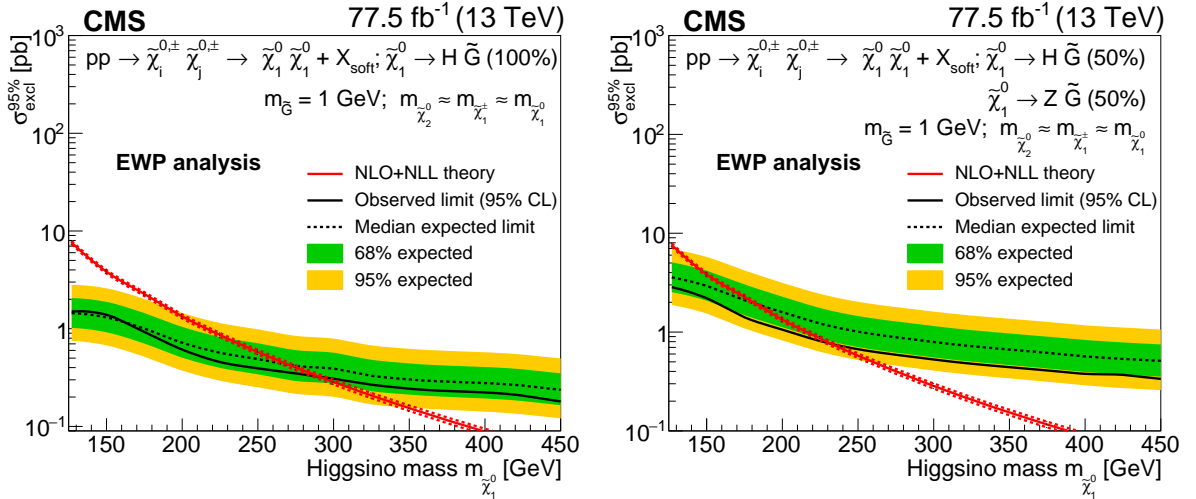 CMS 77.5 fb⁻¹ (13 TeV)
pp → χ̃ᵢ⁰,± χ̃ⱼ⁰,± → χ̃₁⁰ χ̃₁⁰ + X_soft; χ̃₁⁰ → H G̃ (100%)
m_G̃ = 1 GeV; m_χ̃₂⁰ ≈ m_χ̃₁± ≈ m_χ̃₁⁰
EWP analysis
NLO+NLL theory
Observed limit (95% CL)
Median expected limit
68% expected
95% expected
σ_excl^95% [pb]
10³
10²
10
1
10⁻¹
150 200 250 300 350 400 450
Higgsino mass m_χ̃₁⁰ [GeV]
CMS 77.5 fb⁻¹ (13 TeV)
pp → χ̃ᵢ⁰,± χ̃ⱼ⁰,± → χ̃₁⁰ χ̃₁⁰ + X_soft; χ̃₁⁰ → H G̃ (50%)
χ̃₁⁰ → Z G̃ (50%)
m_G̃ = 1 GeV; m_χ̃₂⁰ ≈ m_χ̃₁± ≈ m_χ̃₁⁰
EWP analysis
NLO+NLL theory
Observed limit (95% CL)
Median expected limit
68% expected
95% expected
σ_excl^95% [pb]
10³
10²
10
1
10⁻¹
150 200 250 300 350 400 450
Higgsino mass m_χ̃₁⁰ [GeV]